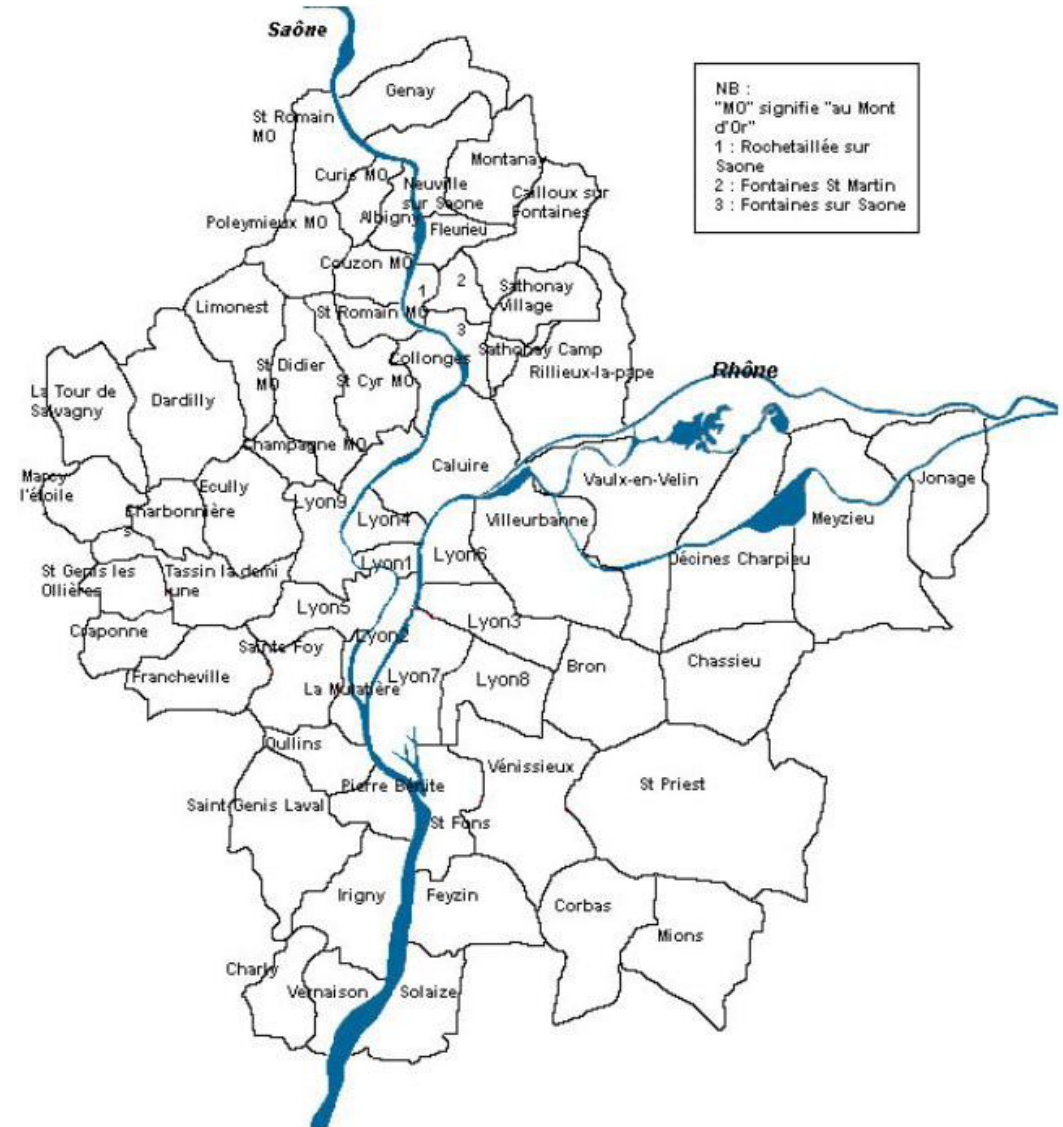 Saône
Genay
NB :
"MO" signifie "au Mont
d'Or"
1 : Rochetaillée sur
Saone
2 : Fontaines St Martin
3 : Fontaines sur Saone
St Romain
MO
Montanay
Curis MO
Neuville
sur Saone
Cailloux sur
Fontaines
Albigny
Poleymieux MO
Fleurieu
Couzon MO
2
1
Sathonay
Village
Limonest
St Romain MO
3
Collonges
Sathonay Camp
Rillieux-la-pape
Rhône
St Didier
MO
St Cyr MO
La Tour de
Salvagny
Dardilly
Champagne MO
Caluire
Marcy
l'étoile
Ecully
Charbonnière
s
Lyon9
Vaulx-en-Velin
Jonage
Lyon4
Villeurbanne
Meyzieu
Lyon1
Lyon6
Décines Charpieu
St Genis les
Ollières
Tassin la demi
lune
Lyon5
Lyon3
Craponne
Sainte Foy
Lyon2
Francheville
La Mulatière
Lyon7
Lyon8
Bron
Chassieu
Oullins
Vénissieux
Pierre Bénite
St Priest
Saint Genis Laval
St Fons
Irigny
Feyzin
Corbas
Mions
Charly
Vernaison
Solaize